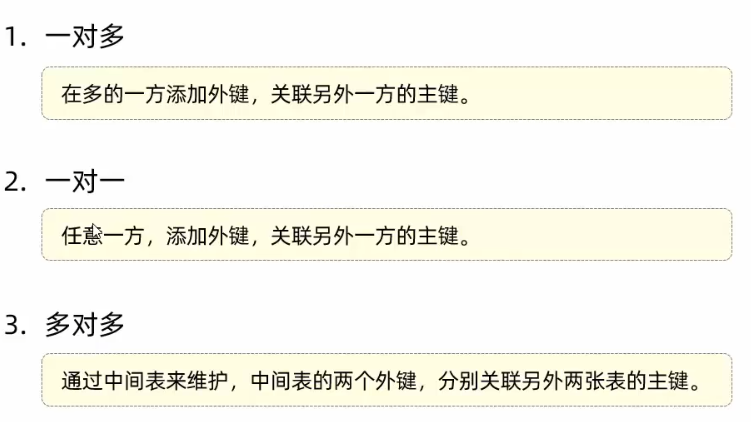 1. 一对多
在多的一方添加外键，关联另外一方的主键。
2. 一对一
任意一方，添加外键，关联另外一方的主键。
3. 多对多
通过中间表来维护，中间表的两个外键，分别关联另外两张表的主键。